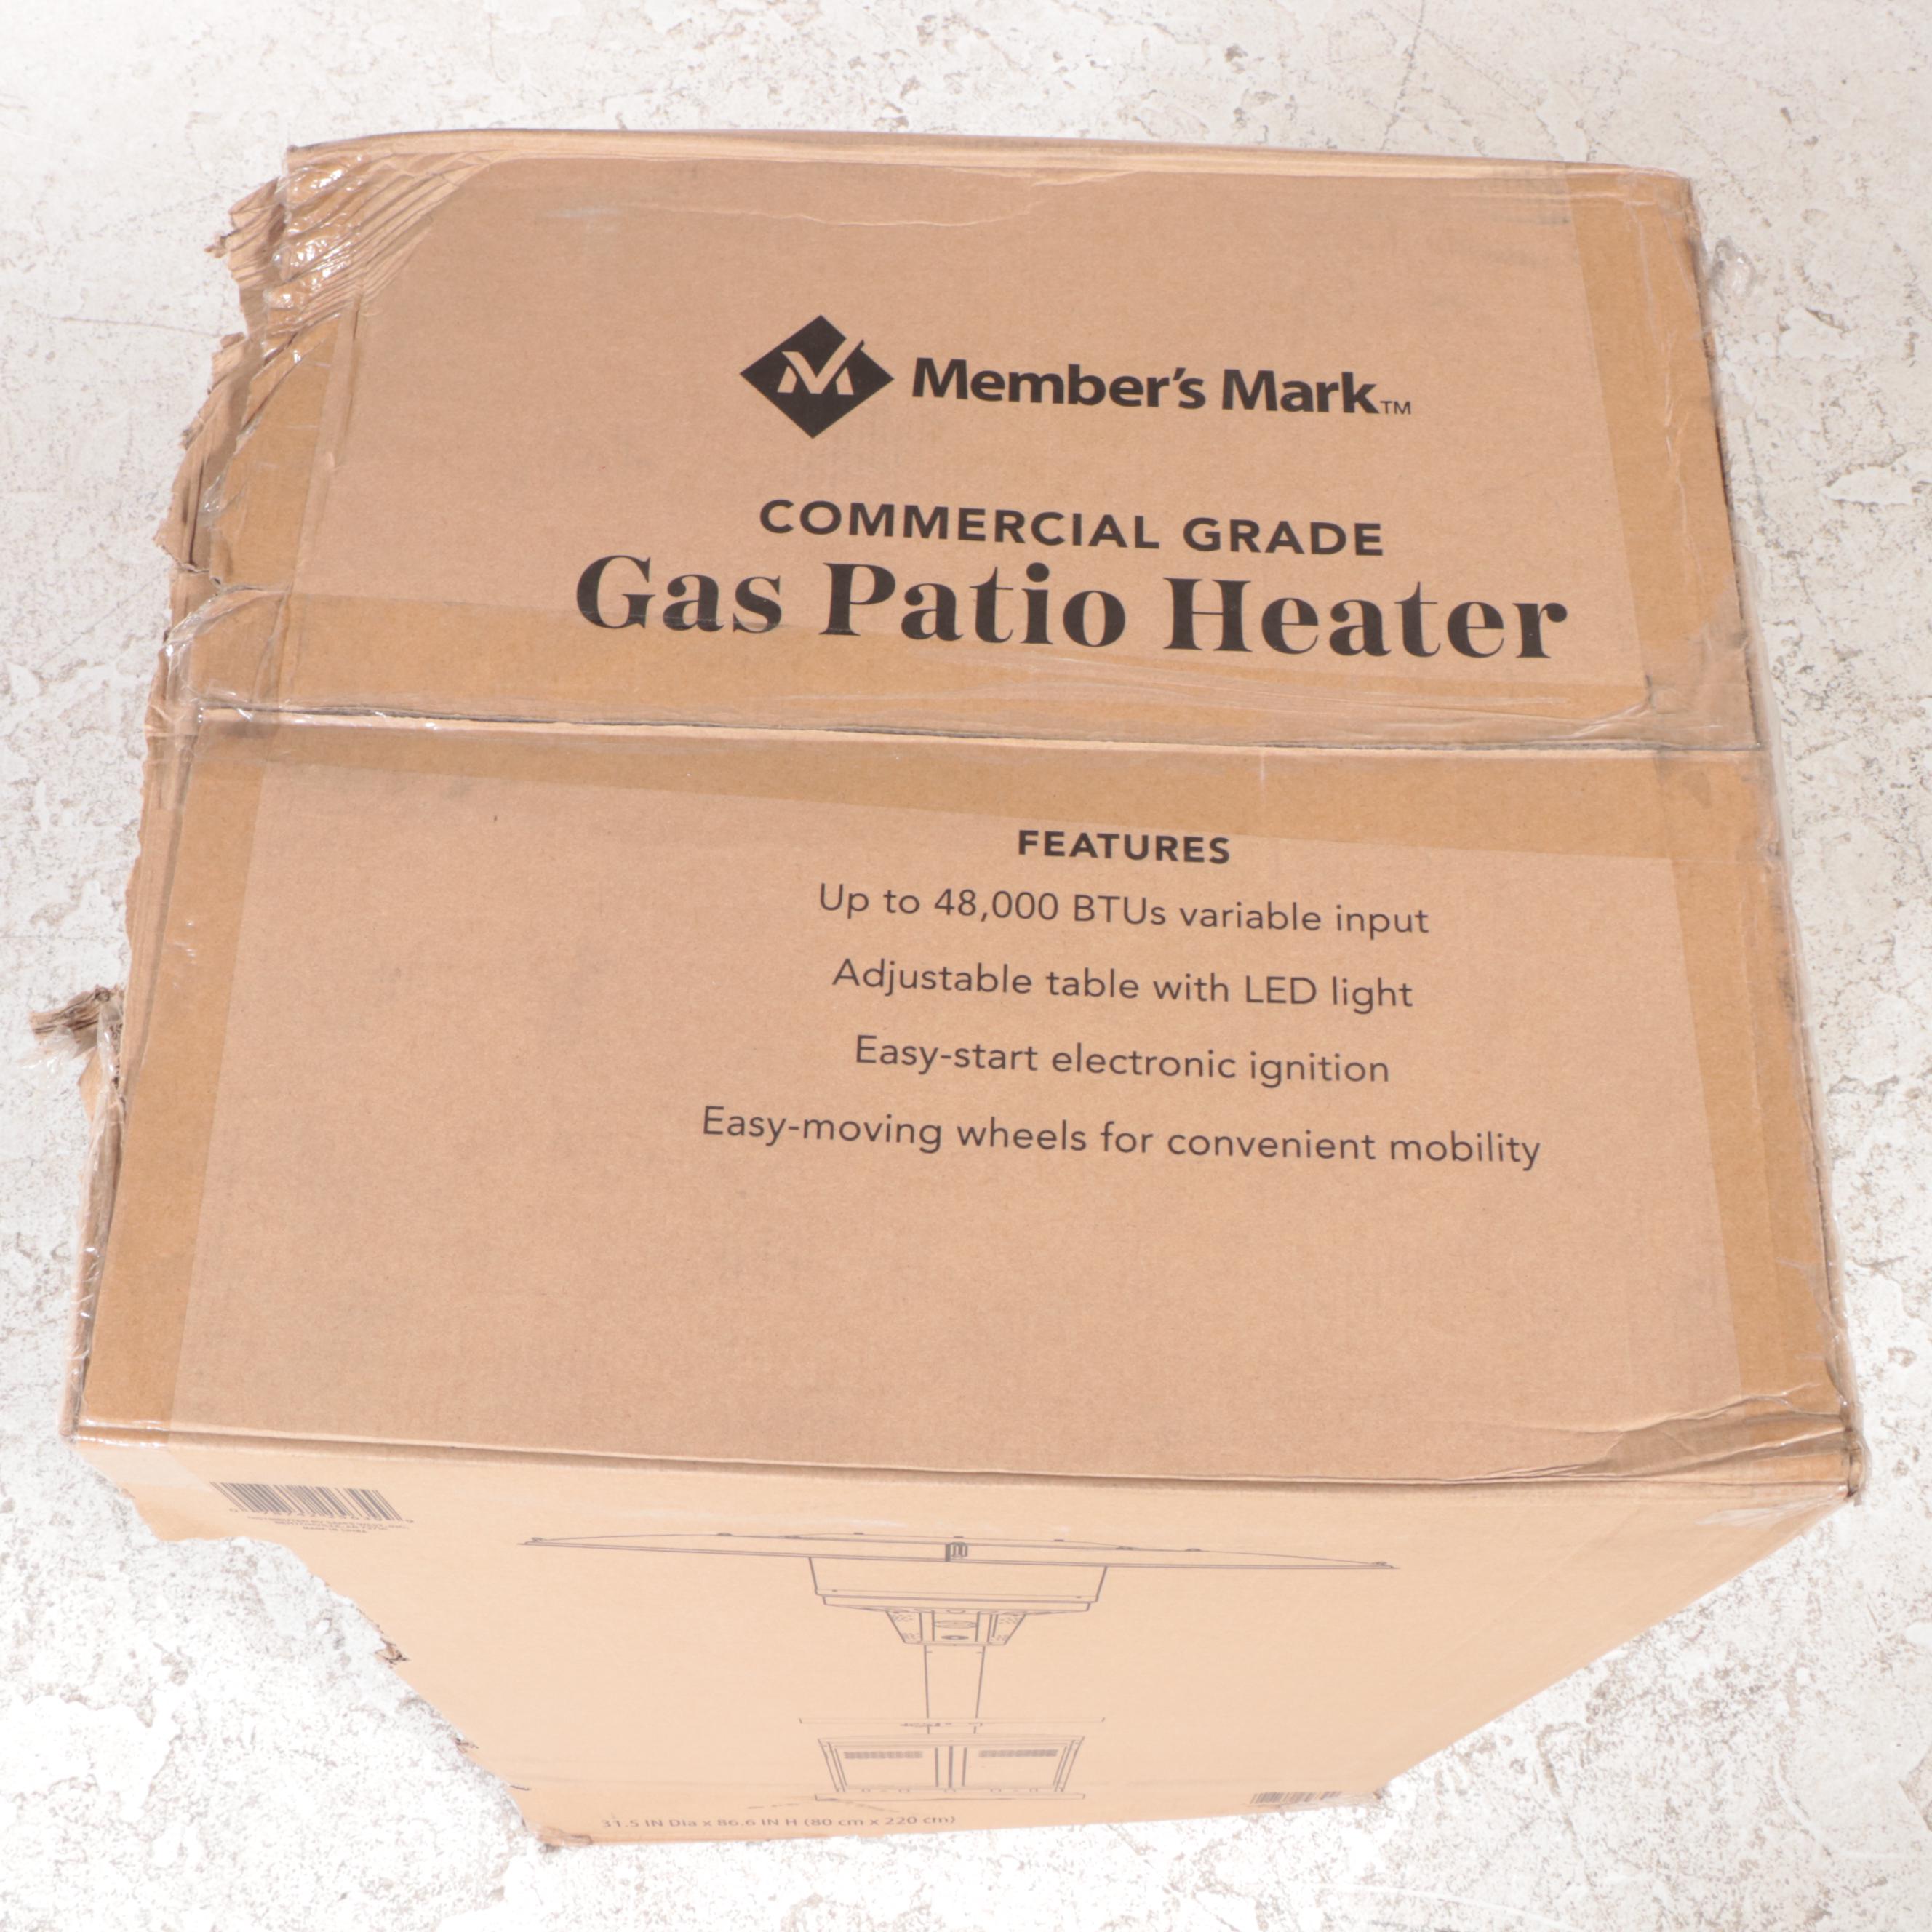 Member's Mark™
COMMERCIAL GRADE
Gas Patio Heater
FEATURES
Up to 48,000 BTUs variable input
Adjustable table with LED light
Easy-start electronic ignition
Easy-moving wheels for convenient mobility
31.5 IN Dia x 86.6 IN H (80 cm x 220 cm)